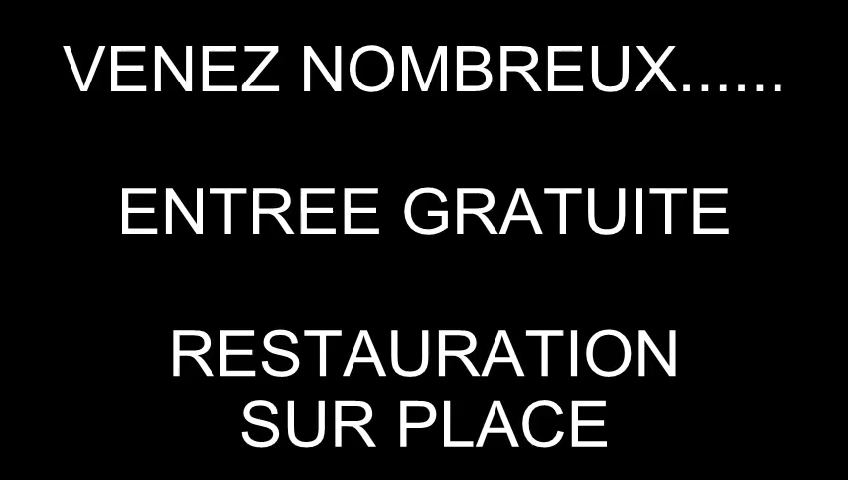 VENEZ NOMBREUX......
ENTREE GRATUITE
RESTAURATION
SUR PLACE